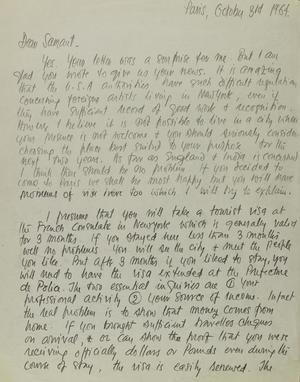 Paris, October 3rd 1964.
Dear Samant.
Yes. Your letter was a surprise for me. But I am
glad you wrote to give us your news. It is amazing
that the U.S.A authorities have such difficult regulations
concerning foreign artists living in New York, even if
they have sufficient record of good work & recognition.
However, I believe it is not possible to live in a city where
your presence is not welcome & you should seriously consider
choosing the place best suited to your purpose for the
next two years. As far as England & India is concerned
I think there should be no problem. If you decided to
come to Paris we shall be most happy but you will have
problems of visa here too which I will try to explain.
I presume that you will take a tourist visa at
the French Consulate in New York which is generally valid
for 3 months. If you stayed here less than 3 months
well no problems. You will see the city & meet the people
you like. But after 3 months if you liked to stay, you
will need to have the visa extended at the Prefecture
de Police. The two essential inquiries are ① your
professional activity ② your source of income. In fact
the real problem is to show that money comes from
home. If you brought sufficient travellers cheques
on arrival, & or can show the proof that you were
receiving officially dollars or Pounds even during the
course of stay, the visa is easily renewed. The